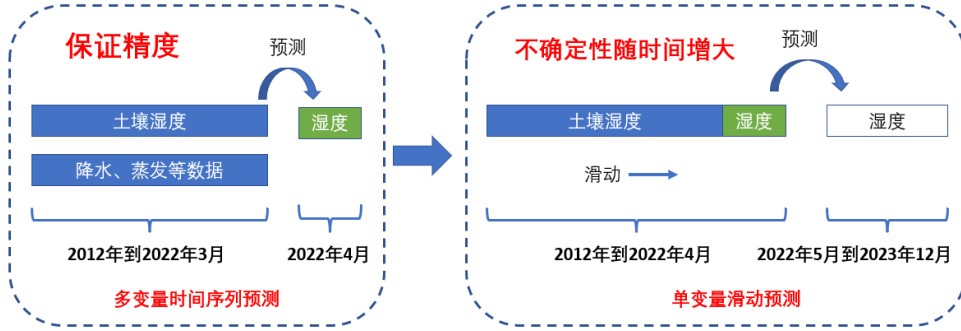 保证精度
预测
土壤湿度
湿度
降水、蒸发等数据
2012年到2022年3月
2022年4月
多变量时间序列预测
不确定性随时间增大
预测
土壤湿度
湿度
湿度
滑动
2012年到2022年4月
2022年5月到2023年12月
单变量滑动预测